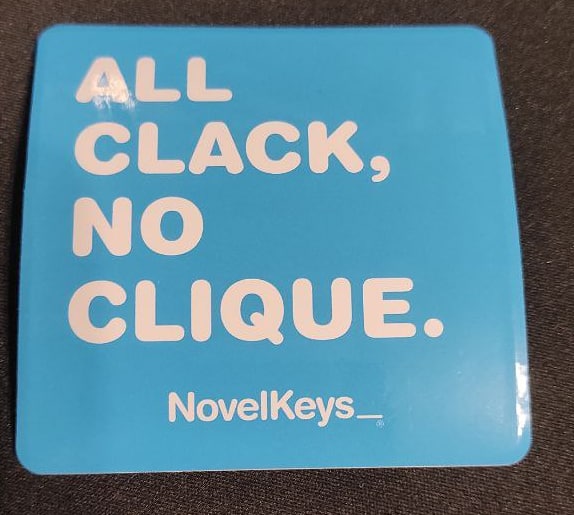 ALL
CLACK,
NO
CLIQUE.
NovelKeys_®